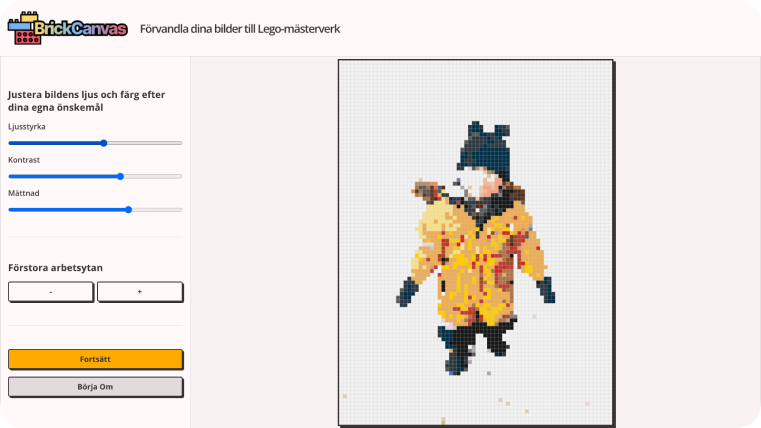 BrickCanvas
Förvandla dina bilder till Lego-mästerverk
Justera bildens ljus och färg efter
dina egna önskemål
Ljusstyrka
Kontrast
Mättnad
Förstora arbetsytan
- +
Fortsätt
Börja Om